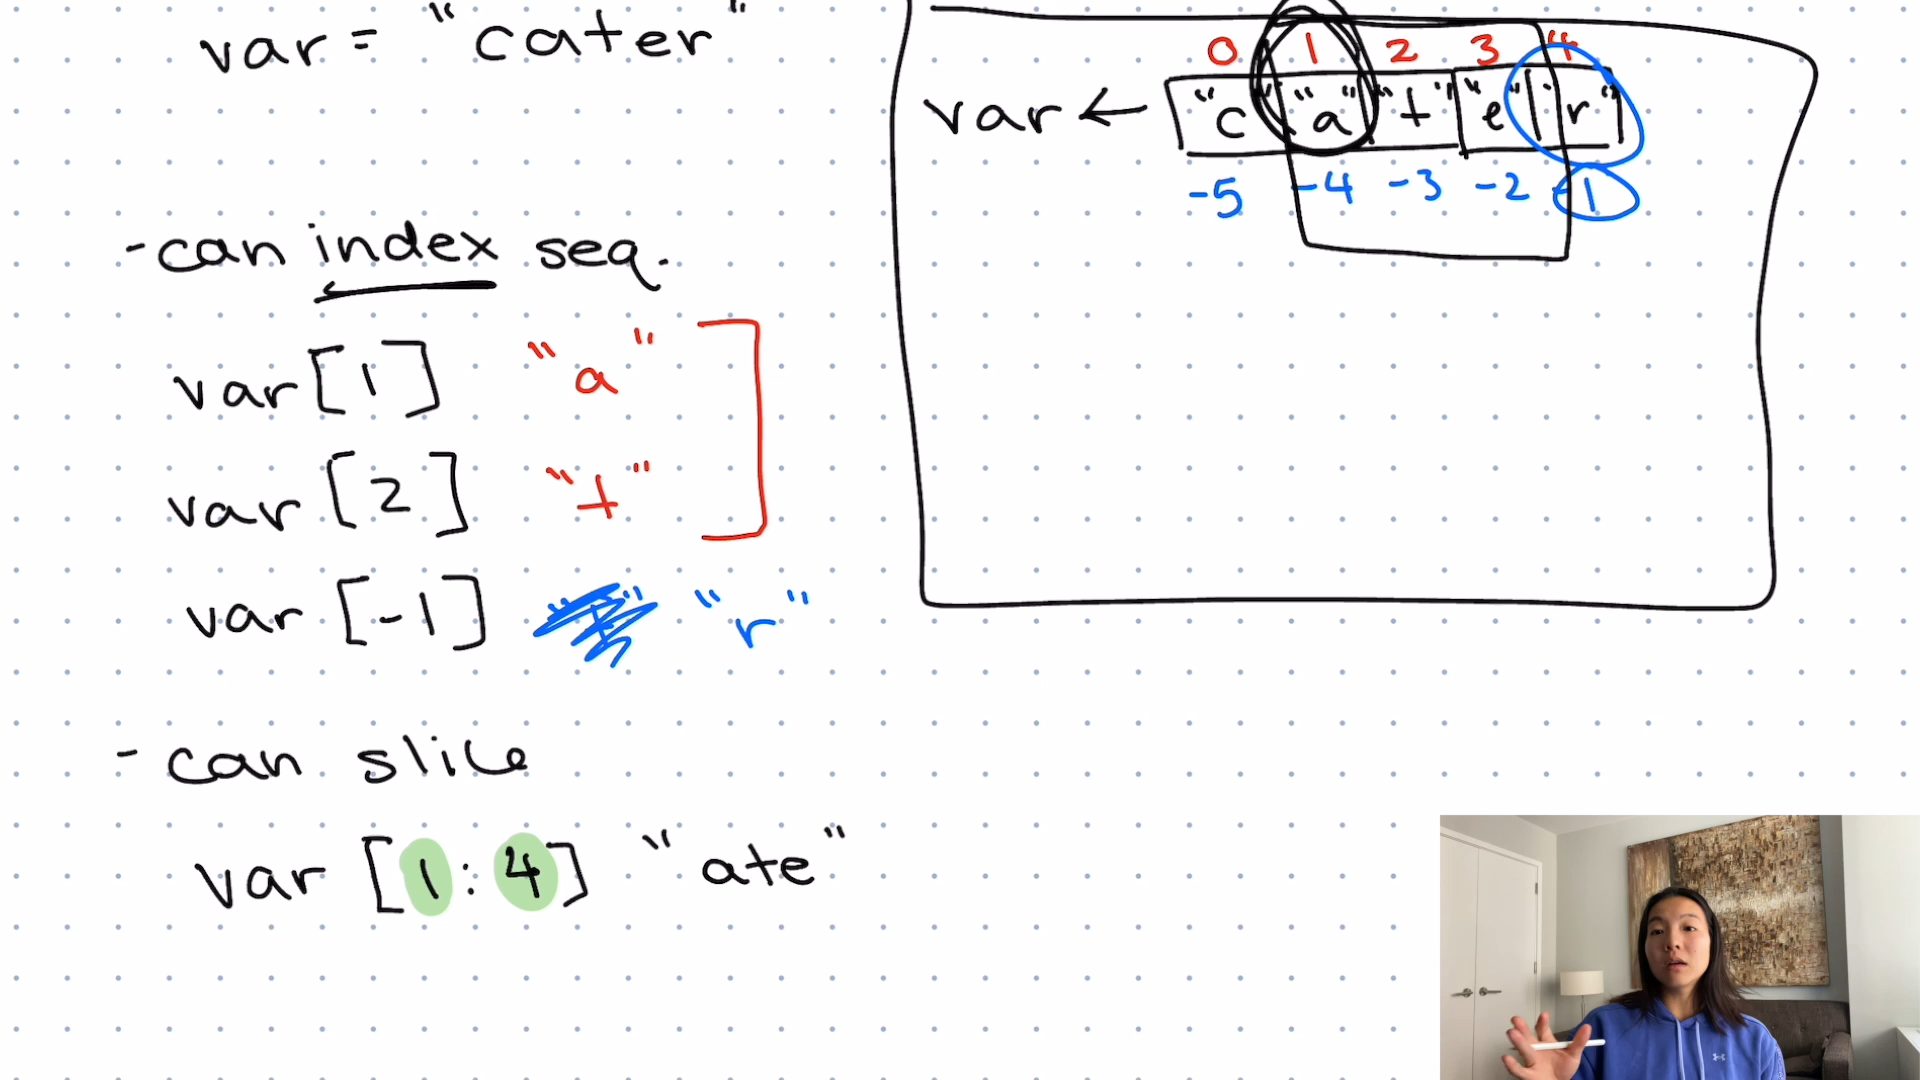 var = "cater"
0 1 2 3 4
var ← "c" "a" "t" "e" "r"
-5 -4 -3 -2 -1
- can index seq.
var [1] "a"
var [2] "t"
var [-1] "r"
- can slice
var [1:4] "ate"